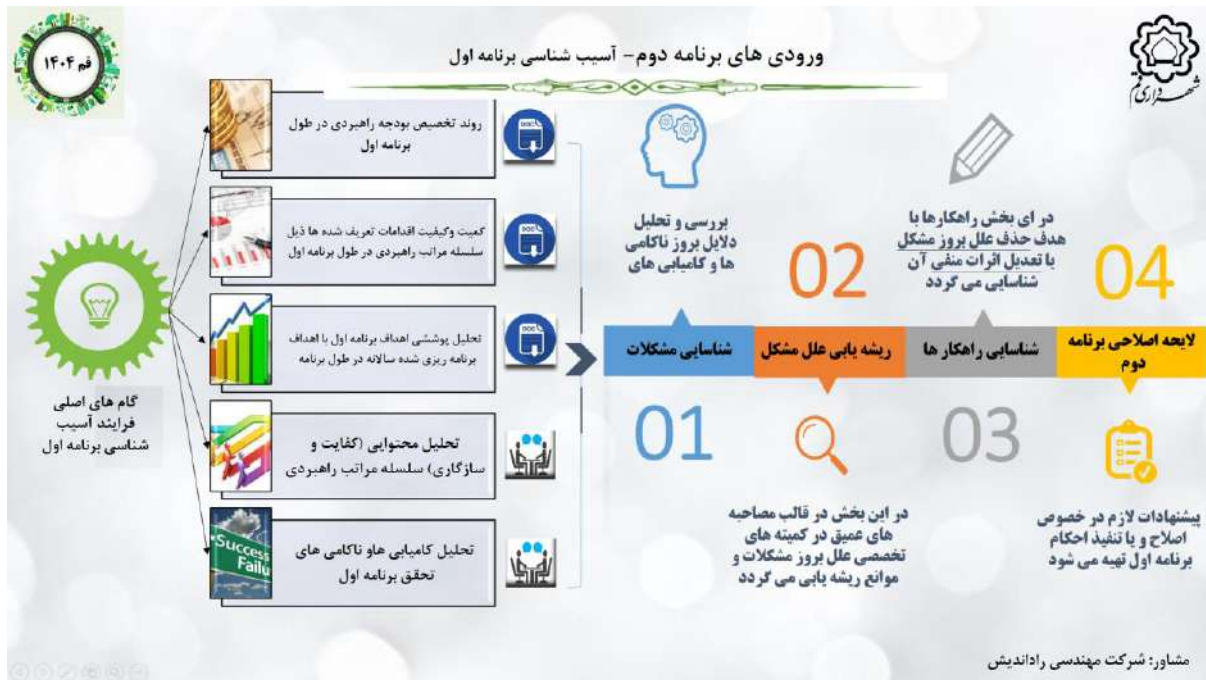 ورودی های برنامه دوم- آسیب شناسی برنامه اول
قم ۱۴۰۴
شهرداری قم
گام های اصلی
فرایند آسیب
شناسی برنامه اول
روند تخصیص بودجه راهبردی در طول
برنامه اول
کمیت وکیفیت اقدامات تعریف شده ها ذیل
سلسله مراتب راهبردی در طول برنامه اول
تحلیل پوششی اهداف برنامه اول با اهداف
برنامه ریزی شده سالانه در طول برنامه
تحلیل محتوایی (کفایت و
سازگاری) سلسله مراتب راهبردی
Success
Failu
تحلیل کامیابی هاو ناکامی های
تحقق برنامه اول
DOC
DOC
DOC
بررسی و تحلیل
دلایل بروز ناکامی
ها و کامیابی های
شناسایی مشکلات
01
02
ریشه یابی علل مشکل
در این بخش در قالب مصاحبه
های عمیق در کمیته های
تخصصی علل بروز مشکلات و
موانع ریشه یابی می گردد
در ای بخش راهکارها با
هدف حذف علل بروز مشکل
یا تعدیل اثرات منفی آن
شناسایی می گردد
شناسایی راهکار ها
03
04
لایحه اصلاحی برنامه
دوم
پیشنهادات لازم در خصوص
اصلاح و یا تنفیذ احکام
برنامه اول تهیه می شود
مشاور: شرکت مهندسی راداندیش